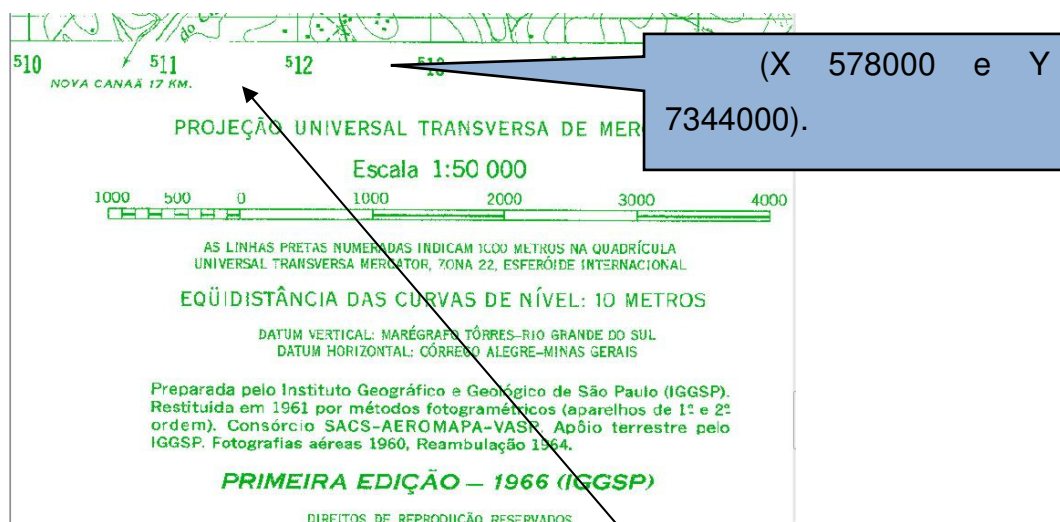 510 511 512 513
NOVA CANAÃ 17 KM.
(X 578000 e Y
7344000).
PROJEÇÃO UNIVERSAL TRANSVERSA DE
Escala 1:50 000
1000 500 0 1000 2000 3000 4000
AS LINHAS PRETAS NUMERADAS INDICAM 1000 METROS NA QUADRÍCULA
UNIVERSAL TRANSVERSA MERCATOR, ZONA 22, ESFERÓIDE INTERNACIONAL
EQÜIDISTÂNCIA DAS CURVAS DE NÍVEL: 10 METROS
DATUM VERTICAL: MARÉGRAFO TÔRRES–RIO GRANDE DO SUL
DATUM HORIZONTAL: CÓRREGO ALEGRE–MINAS GERAIS
Preparada pelo Instituto Geográfico e Geológico de São Paulo (IGGSP).
Restituida em 1961 por métodos fotogramétricos (aparelhos de 1ª e 2ª
ordem). Consórcio SACS–AEROMAPA–VASP. Apôio terrestre pelo
IGGSP. Fotografias aéreas 1960, Reambulação 1964.
PRIMEIRA EDIÇÃO — 1966 (IGGSP)
DIREITOS DE REPRODUÇÃO RESERVADOS